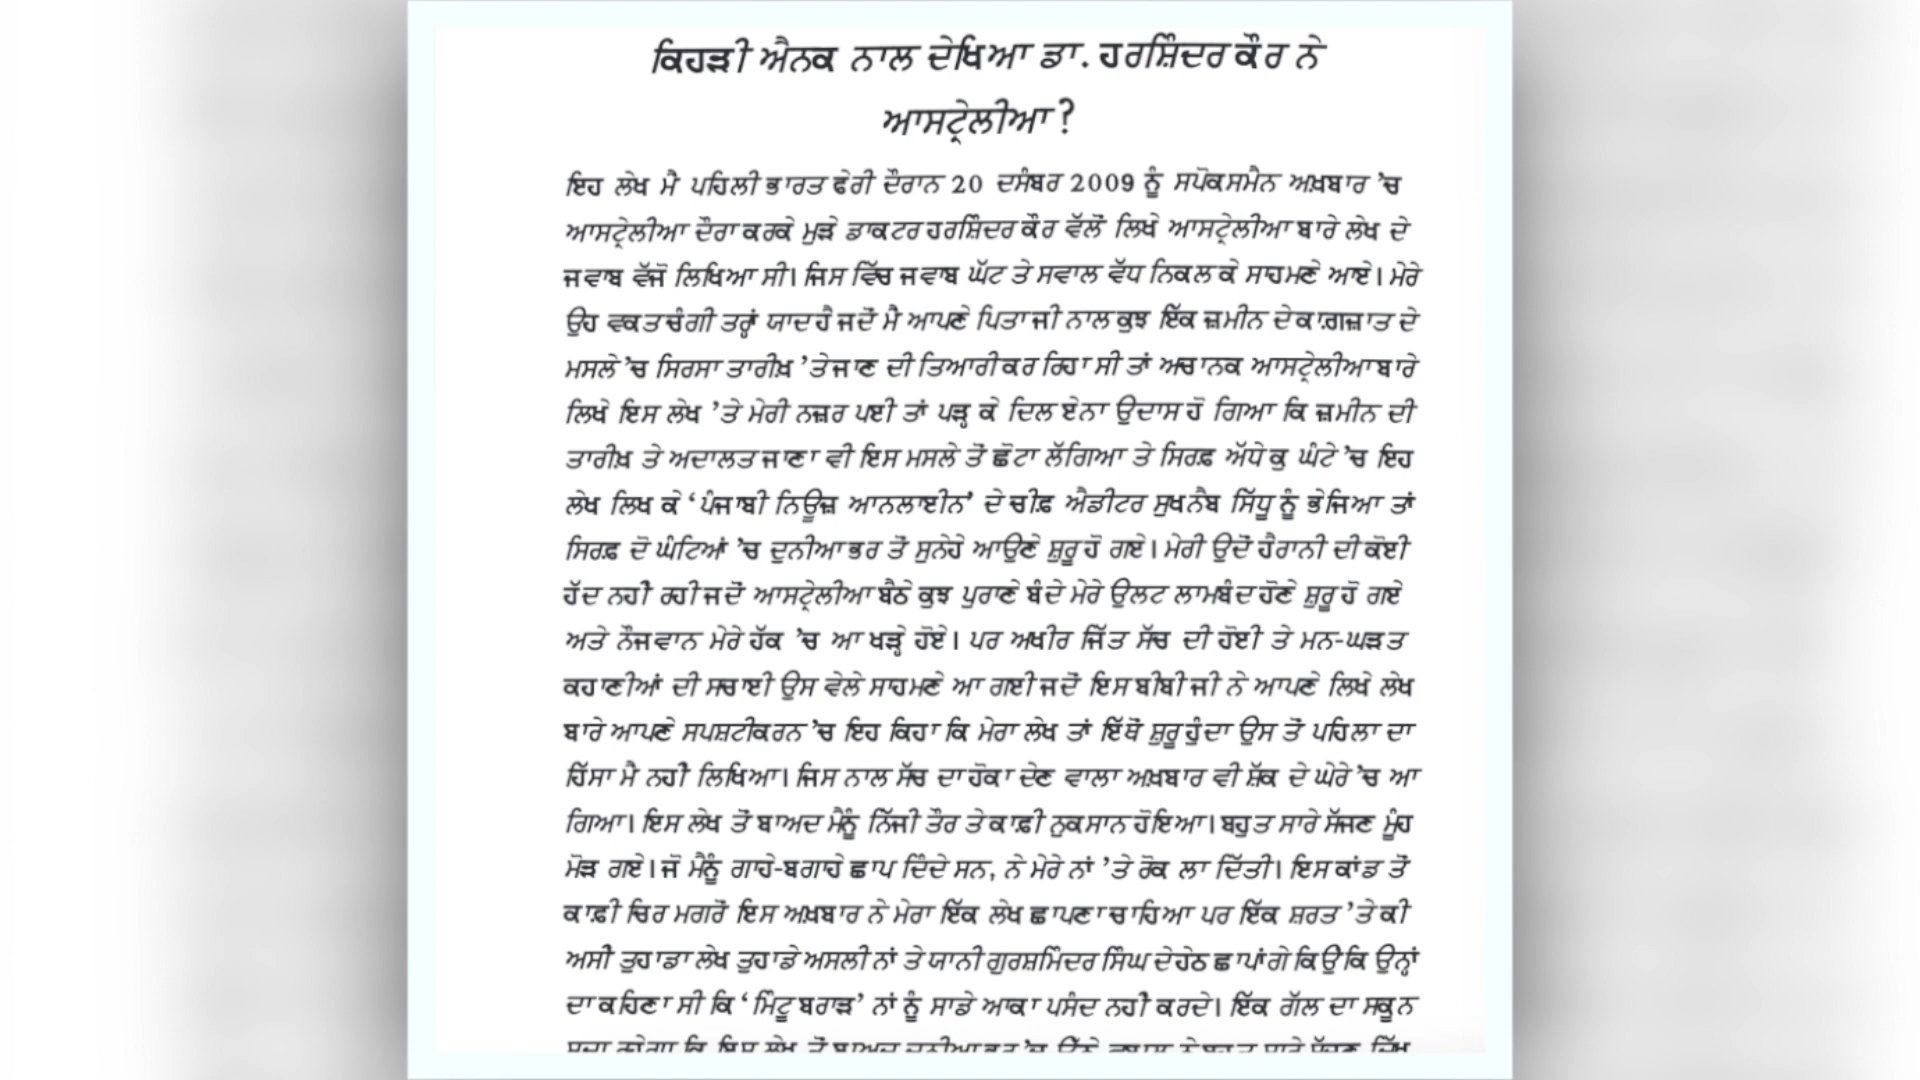 ਕਿਹੜੀ ਐਨਕ ਨਾਲ ਦੇਖਿਆ ਡਾ. ਹਰਸ਼ਿੰਦਰ ਕੌਰ ਨੇ
ਆਸਟ੍ਰੇਲੀਆ ?
ਇਹ ਲੇਖ ਮੈਂ ਪਹਿਲੀ ਭਾਰਤ ਫੇਰੀ ਦੌਰਾਨ 20 ਦਸੰਬਰ 2009 ਨੂੰ ਸਪੋਕਸਮੈਨ ਅਖ਼ਬਾਰ ’ਚ
ਆਸਟ੍ਰੇਲੀਆ ਦੌਰਾ ਕਰਕੇ ਮੁੜੇ ਡਾਕਟਰ ਹਰਸ਼ਿੰਦਰ ਕੌਰ ਵੱਲੋਂ ਲਿਖੇ ਆਸਟ੍ਰੇਲੀਆ ਬਾਰੇ ਲੇਖ ਦੇ
ਜਵਾਬ ਵੱਜੋਂ ਲਿਖਿਆ ਸੀ। ਜਿਸ ਵਿੱਚ ਜਵਾਬ ਘੱਟ ਤੇ ਸਵਾਲ ਵੱਧ ਨਿਕਲ ਕੇ ਸਾਹਮਣੇ ਆਏ। ਮੇਰੇ
ਉਹ ਵਕਤ ਚੰਗੀ ਤਰ੍ਹਾਂ ਯਾਦ ਹੈ ਜਦੋਂ ਮੈਂ ਆਪਣੇ ਪਿਤਾ ਜੀ ਨਾਲ ਕੁਝ ਇੱਕ ਜ਼ਮੀਨ ਦੇ ਕਾਗ਼ਜ਼ਾਤ ਦੇ
ਮਸਲੇ ’ਚ ਸਿਰਸਾ ਤਾਰੀਖ਼ ’ਤੇ ਜਾਣ ਦੀ ਤਿਆਰੀ ਕਰ ਰਿਹਾ ਸੀ ਤਾਂ ਅਚਾਨਕ ਆਸਟ੍ਰੇਲੀਆ ਬਾਰੇ
ਲਿਖੇ ਇਸ ਲੇਖ ’ਤੇ ਮੇਰੀ ਨਜ਼ਰ ਪਈ ਤਾਂ ਪੜ੍ਹ ਕੇ ਦਿਲ ਏਨਾ ਉਦਾਸ ਹੋ ਗਿਆ ਕਿ ਜ਼ਮੀਨ ਦੀ
ਤਾਰੀਖ਼ ਤੇ ਅਦਾਲਤ ਜਾਣਾ ਵੀ ਇਸ ਮਸਲੇ ਤੋਂ ਛੋਟਾ ਲੱਗਿਆ ਤੇ ਸਿਰਫ਼ ਅੱਧੇ ਕੁ ਘੰਟੇ ’ਚ ਇਹ
ਲੇਖ ਲਿਖ ਕੇ ‘ਪੰਜਾਬੀ ਨਿਊਜ਼ ਆਨਲਾਈਨ’ ਦੇ ਚੀਫ਼ ਐਡੀਟਰ ਸੁਖਨੈਬ ਸਿੱਧੂ ਨੂੰ ਭੇਜਿਆ ਤਾਂ
ਸਿਰਫ਼ ਦੋ ਘੰਟਿਆਂ ’ਚ ਦੁਨੀਆ ਭਰ ਤੋਂ ਸੁਨੇਹੇ ਆਉਣੇ ਸ਼ੁਰੂ ਹੋ ਗਏ। ਮੇਰੀ ਉਦੋਂ ਹੈਰਾਨੀ ਦੀ ਕੋਈ
ਹੱਦ ਨਹੀਂ ਰਹੀ ਜਦੋਂ ਆਸਟ੍ਰੇਲੀਆ ਬੈਠੇ ਕੁਝ ਪੁਰਾਣੇ ਬੰਦੇ ਮੇਰੇ ਉਲਟ ਲਾਮਬੰਦ ਹੋਣੇ ਸ਼ੁਰੂ ਹੋ ਗਏ
ਅਤੇ ਨੌਜਵਾਨ ਮੇਰੇ ਹੱਕ ’ਚ ਆ ਖੜ੍ਹੇ ਹੋਏ। ਪਰ ਅਖੀਰ ਜਿੱਤ ਸੱਚ ਦੀ ਹੋਈ ਤੇ ਮਨ-ਘੜਤ
ਕਹਾਣੀਆਂ ਦੀ ਸਚਾਈ ਉਸ ਵੇਲੇ ਸਾਹਮਣੇ ਆ ਗਈ ਜਦੋਂ ਇਸ ਬੀਬੀ ਜੀ ਨੇ ਆਪਣੇ ਲਿਖੇ ਲੇਖ
ਬਾਰੇ ਆਪਣੇ ਸਪਸ਼ਟੀਕਰਨ ’ਚ ਇਹ ਕਿਹਾ ਕਿ ਮੇਰਾ ਲੇਖ ਤਾਂ ਇੱਥੋਂ ਸ਼ੁਰੂ ਹੁੰਦਾ ਉਸ ਤੋਂ ਪਹਿਲਾ ਦਾ
ਹਿੱਸਾ ਮੈਂ ਨਹੀਂ ਲਿਖਿਆ। ਜਿਸ ਨਾਲ ਸੱਚ ਦਾ ਹੋਕਾ ਦੇਣ ਵਾਲਾ ਅਖ਼ਬਾਰ ਵੀ ਸ਼ੱਕ ਦੇ ਘੇਰੇ ’ਚ ਆ
ਗਿਆ। ਇਸ ਲੇਖ ਤੋਂ ਬਾਅਦ ਮੈਨੂੰ ਨਿੱਜੀ ਤੌਰ ਤੇ ਕਾਫ਼ੀ ਨੁਕਸਾਨ ਹੋਇਆ। ਬਹੁਤ ਸਾਰੇ ਸੱਜਣ ਮੂੰਹ
ਮੋੜ ਗਏ। ਜੋ ਮੈਨੂੰ ਗਾਹੇ-ਬਗਾਹੇ ਛਾਪ ਦਿੰਦੇ ਸਨ, ਨੇ ਮੇਰੇ ਨਾਂ ’ਤੇ ਰੋਕ ਲਾ ਦਿੱਤੀ। ਇਸ ਕਾਂਡ ਤੋਂ
ਕਾਫ਼ੀ ਚਿਰ ਮਗਰੋਂ ਇਸ ਅਖ਼ਬਾਰ ਨੇ ਮੇਰਾ ਇੱਕ ਲੇਖ ਛਾਪਣਾ ਚਾਹਿਆ ਪਰ ਇੱਕ ਸ਼ਰਤ ’ਤੇ ਕੀ
ਅਸੀਂ ਤੁਹਾਡਾ ਲੇਖ ਤੁਹਾਡੇ ਅਸਲੀ ਨਾਂ ਤੇ ਯਾਨੀ ਗੁਰਸ਼ਮਿੰਦਰ ਸਿੰਘ ਦੇ ਹੇਠ ਛਾਪਾਂਗੇ ਕਿਉਂਕਿ ਉਨ੍ਹਾਂ
ਦਾ ਕਹਿਣਾ ਸੀ ਕਿ ‘ਮਿੰਟੂ ਬਰਾੜ’ ਨਾਂ ਨੂੰ ਸਾਡੇ ਆਕਾ ਪਸੰਦ ਨਹੀਂ ਕਰਦੇ। ਇੱਕ ਗੱਲ ਦਾ ਸਕੂਨ